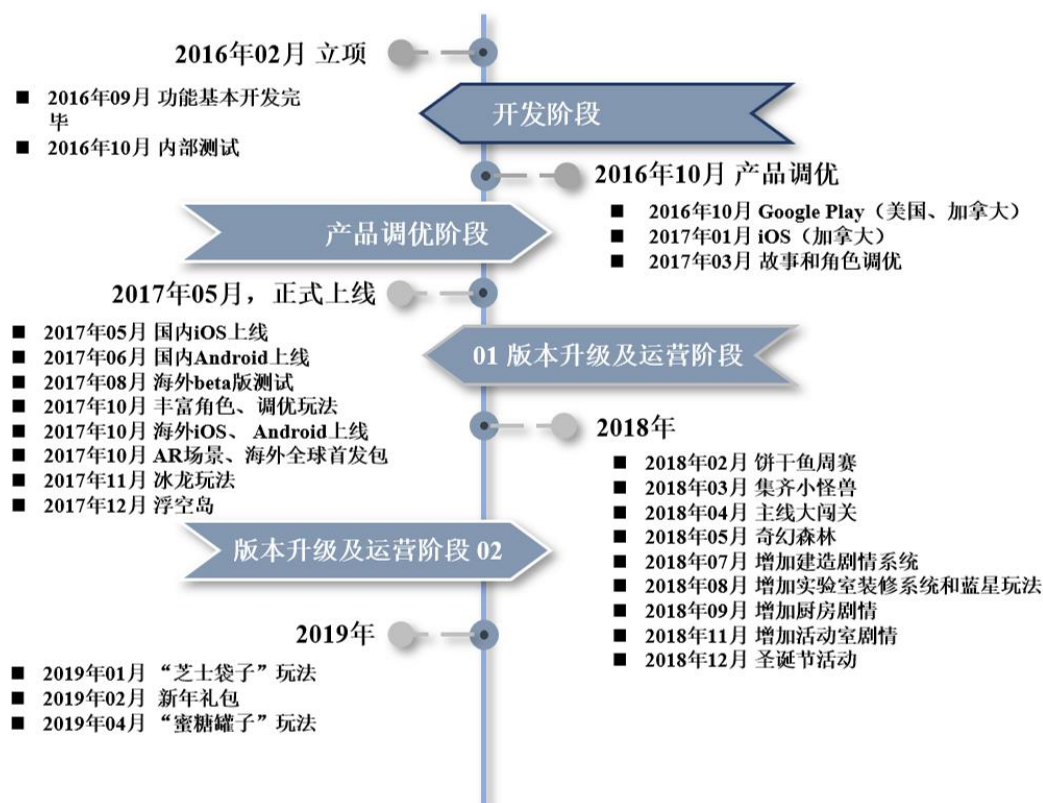 2016年02月 立项
■ 2016年09月 功能基本开发完
毕
■ 2016年10月 内部测试
开发阶段
2016年10月 产品调优
■ 2016年10月 Google Play（美国、加拿大）
■ 2017年01月 iOS（加拿大）
■ 2017年03月 故事和角色调优
产品调优阶段
2017年05月，正式上线
■ 2017年05月 国内iOS上线
■ 2017年06月 国内Android上线
■ 2017年08月 海外beta版测试
■ 2017年10月 丰富角色、调优玩法
■ 2017年10月 海外iOS、 Android上线
■ 2017年10月 AR场景、海外全球首发包
■ 2017年11月 冰龙玩法
■ 2017年12月 浮空岛
01 版本升级及运营阶段
2018年
■ 2018年02月 饼干鱼周赛
■ 2018年03月 集齐小怪兽
■ 2018年04月 主线大闯关
■ 2018年05月 奇幻森林
■ 2018年07月 增加建造剧情系统
■ 2018年08月 增加实验室装修系统和蓝星玩法
■ 2018年09月 增加厨房剧情
■ 2018年11月 增加活动室剧情
■ 2018年12月 圣诞节活动
版本升级及运营阶段 02
2019年
■ 2019年01月 “芝士袋子”玩法
■ 2019年02月 新年礼包
■ 2019年04月 “蜜糖罐子”玩法